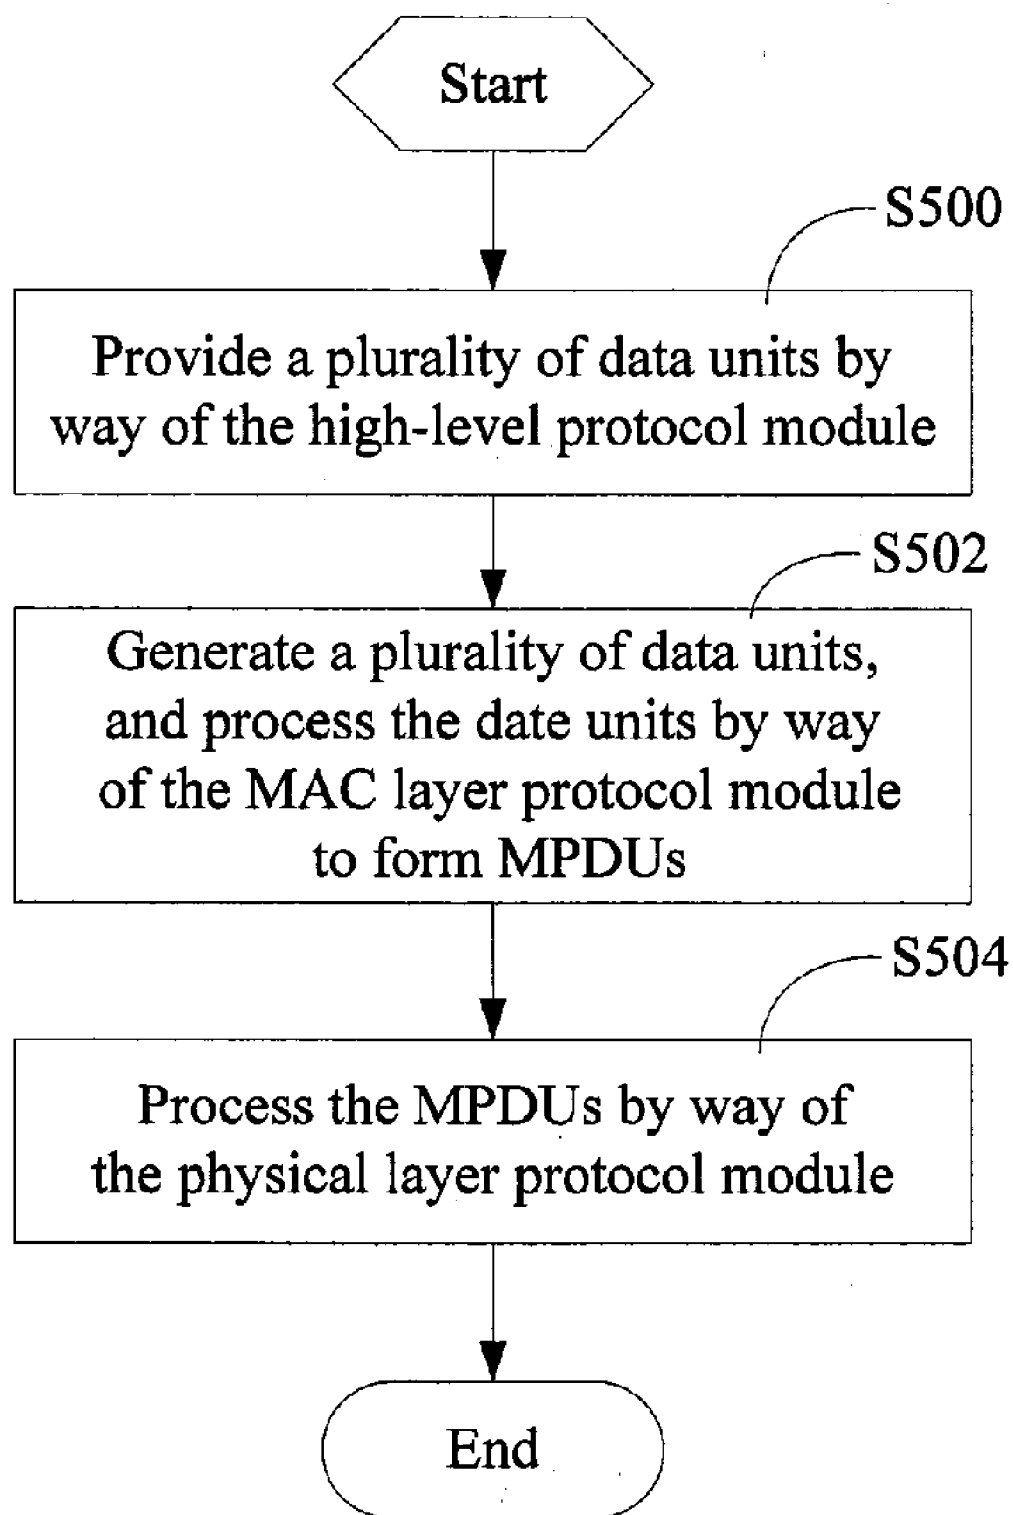 Start
S500
Provide a plurality of data units by
way of the high-level protocol module
S502
Generate a plurality of data units,
and process the date units by way
of the MAC layer protocol module
to form MPDUs
S504
Process the MPDUs by way of
the physical layer protocol module
End